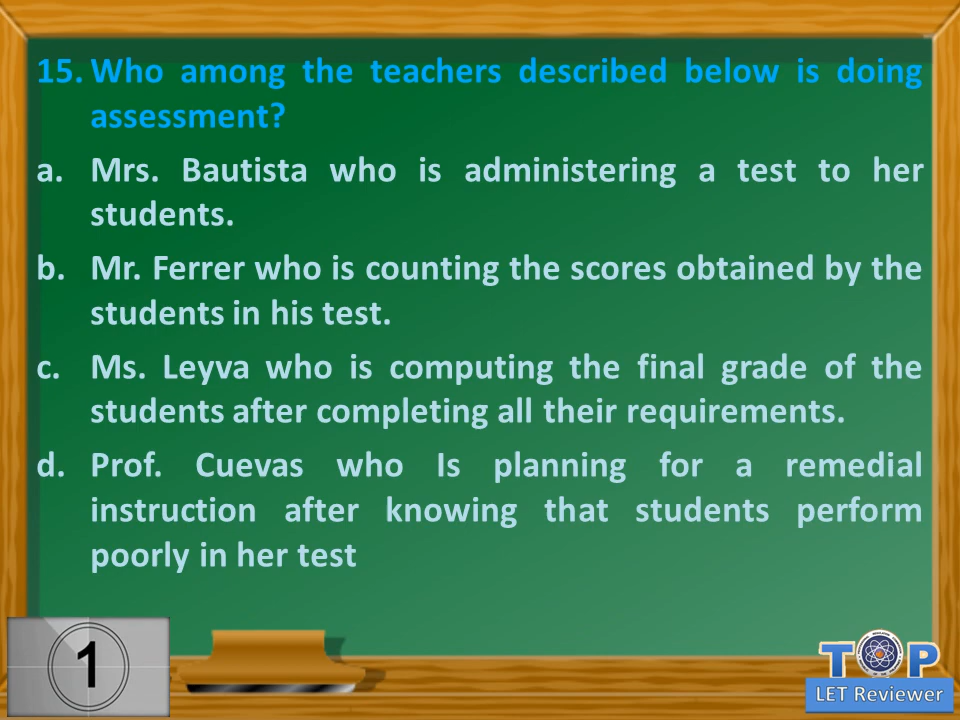 15. Who among the teachers described below is doing
assessment?
a. Mrs. Bautista who is administering a test to her
students.
b. Mr. Ferrer who is counting the scores obtained by the
students in his test.
c. Ms. Leyva who is computing the final grade of the
students after completing all their requirements.
d. Prof. Cuevas who Is planning for a remedial
instruction after knowing that students perform
poorly in her test
1
TOP
LET Reviewer